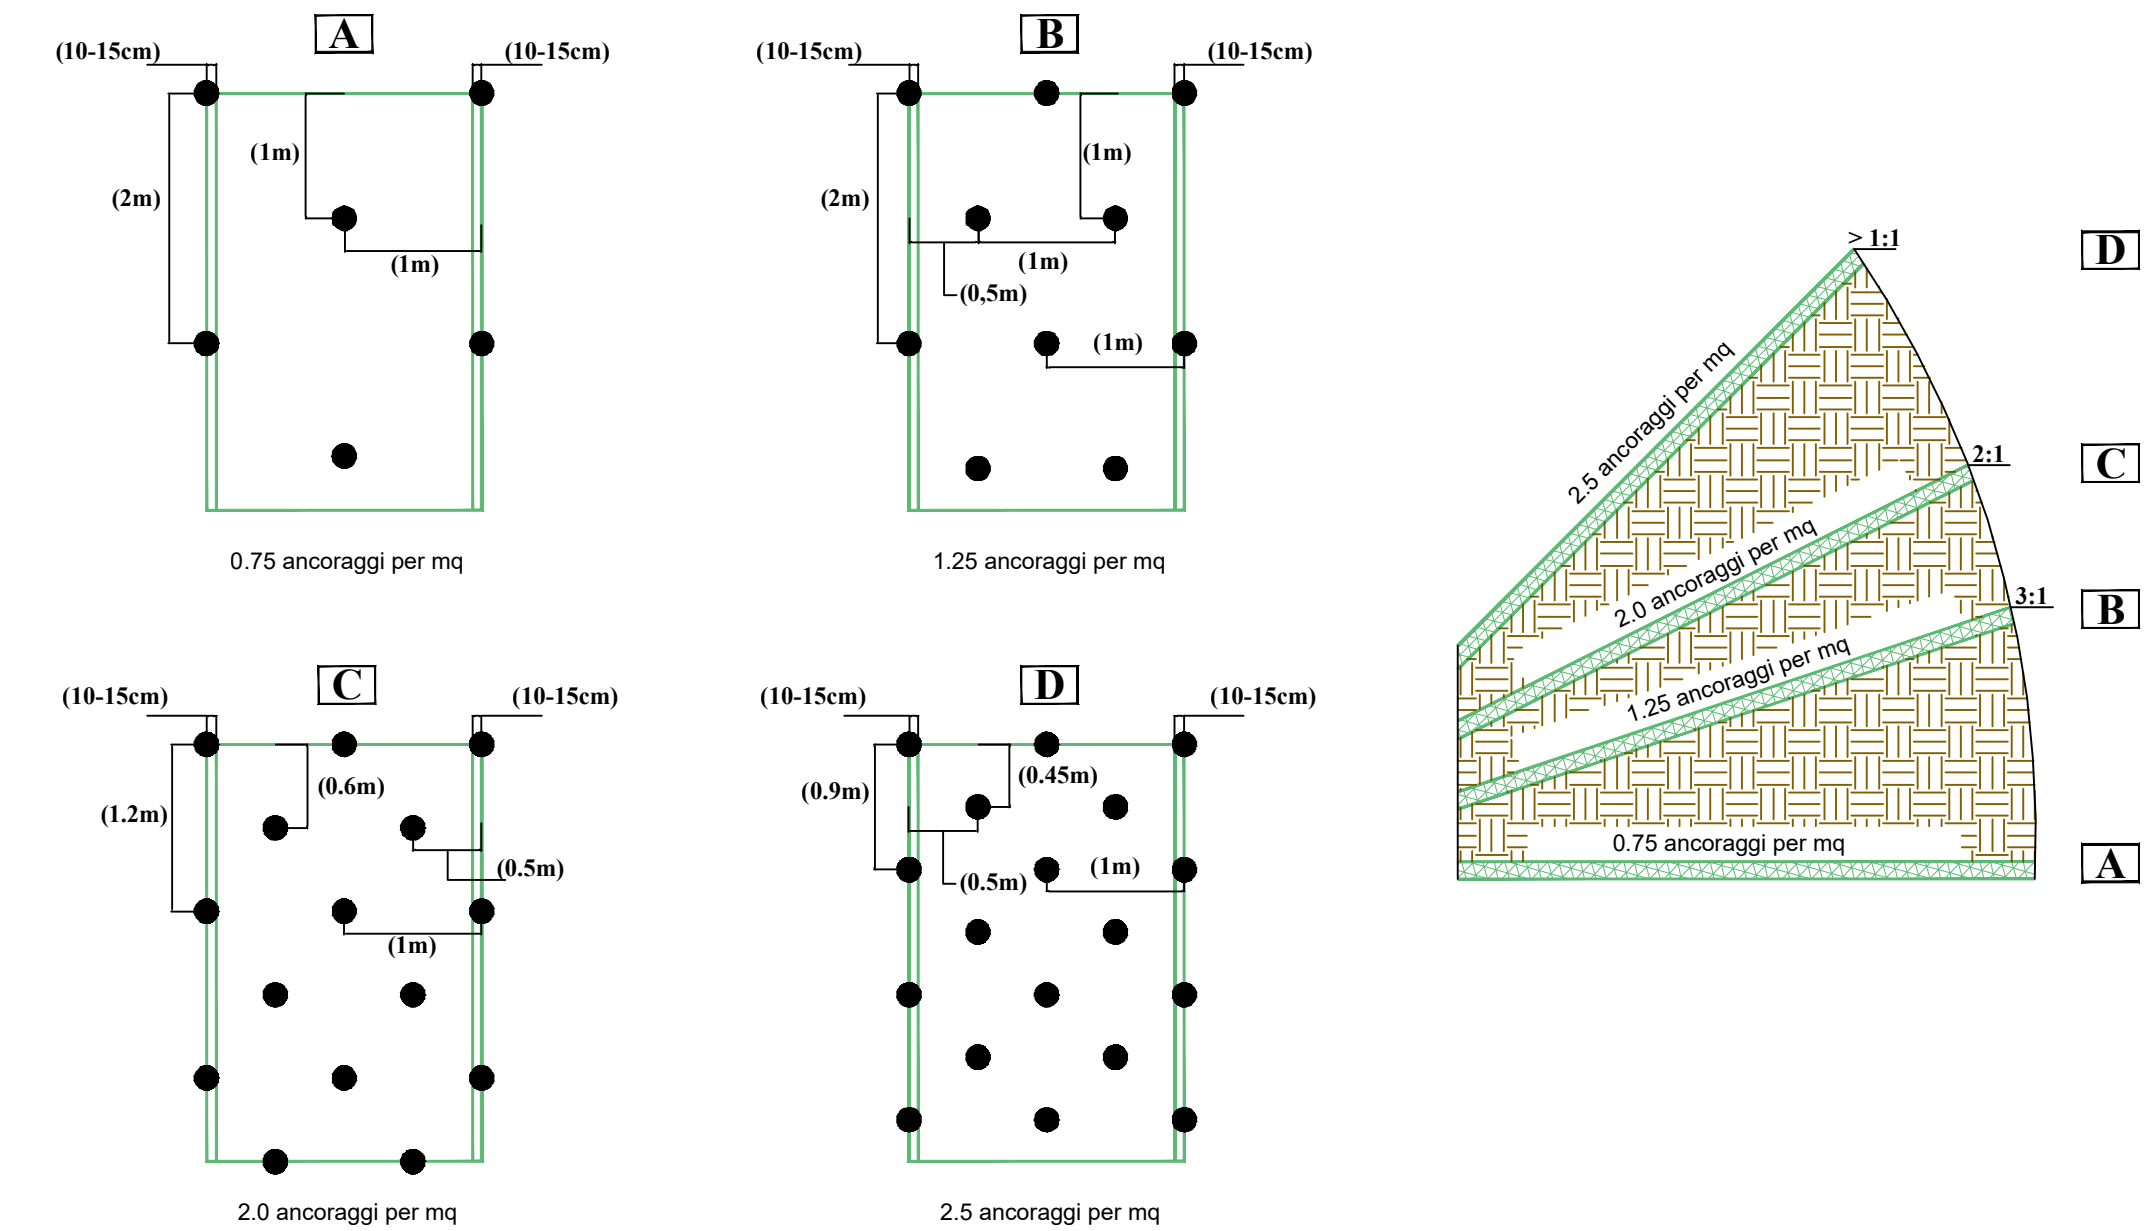 A
(10-15cm)
(10-15cm)
(1m)
(2m)
(1m)
0.75 ancoraggi per mq
B
(10-15cm)
(10-15cm)
(1m)
(2m)
(1m)
(0,5m)
(1m)
1.25 ancoraggi per mq
C
(10-15cm)
(10-15cm)
(0.6m)
(1.2m)
(0.5m)
(1m)
2.0 ancoraggi per mq
D
(10-15cm)
(10-15cm)
(0.45m)
(0.9m)
(1m)
(0.5m)
2.5 ancoraggi per mq
> 1:1
D
2.5 ancoraggi per mq
2:1
C
2.0 ancoraggi per mq
3:1
B
1.25 ancoraggi per mq
0.75 ancoraggi per mq
A